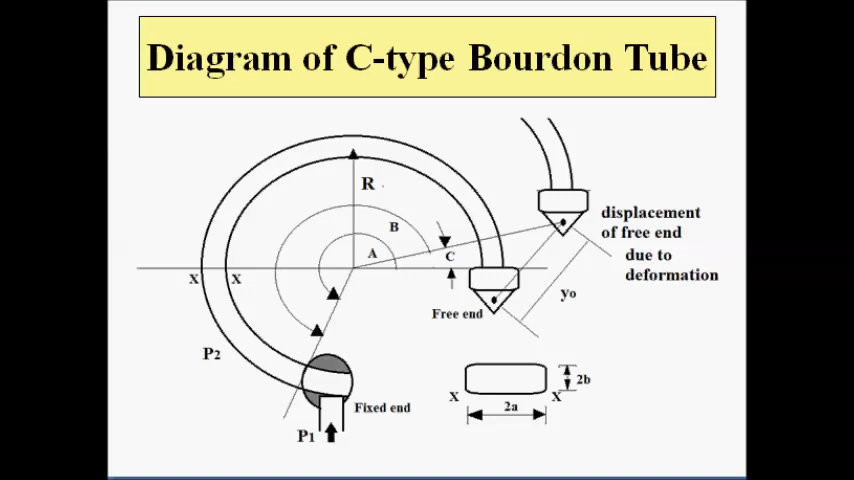 Diagram of C-type Bourdon Tube
R
B
A
C
X
X
displacement
of free end
due to
deformation
yo
Free end
P2
2b
X
X
2a
Fixed end
P1